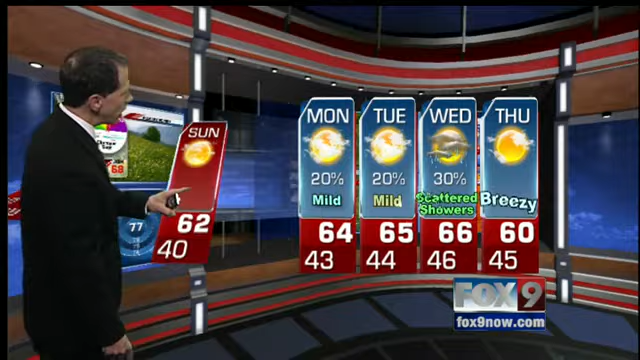 SUN
62
40
77
68
MON
20%
Mild
64
43
TUE
20%
Mild
65
44
WED
30%
Scattered
Showers
66
46
THU
Breezy
60
45
FOX 9
fox9now.com